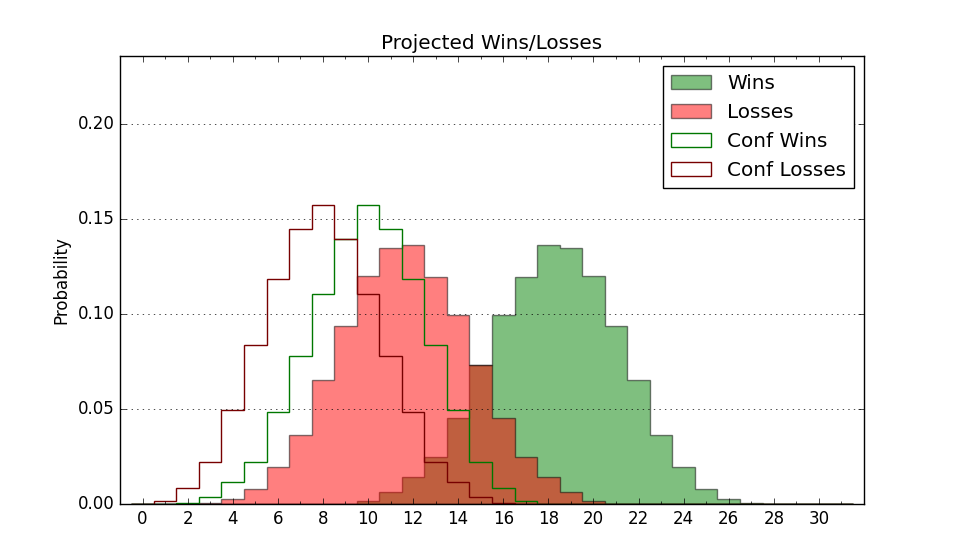 Projected Wins/Losses
Wins
Losses
Conf Wins
Conf Losses
Probability
0.20
0.15
0.10
0.05
0.00
0 2 4 6 8 10 12 14 16 18 20 22 24 26 28 30